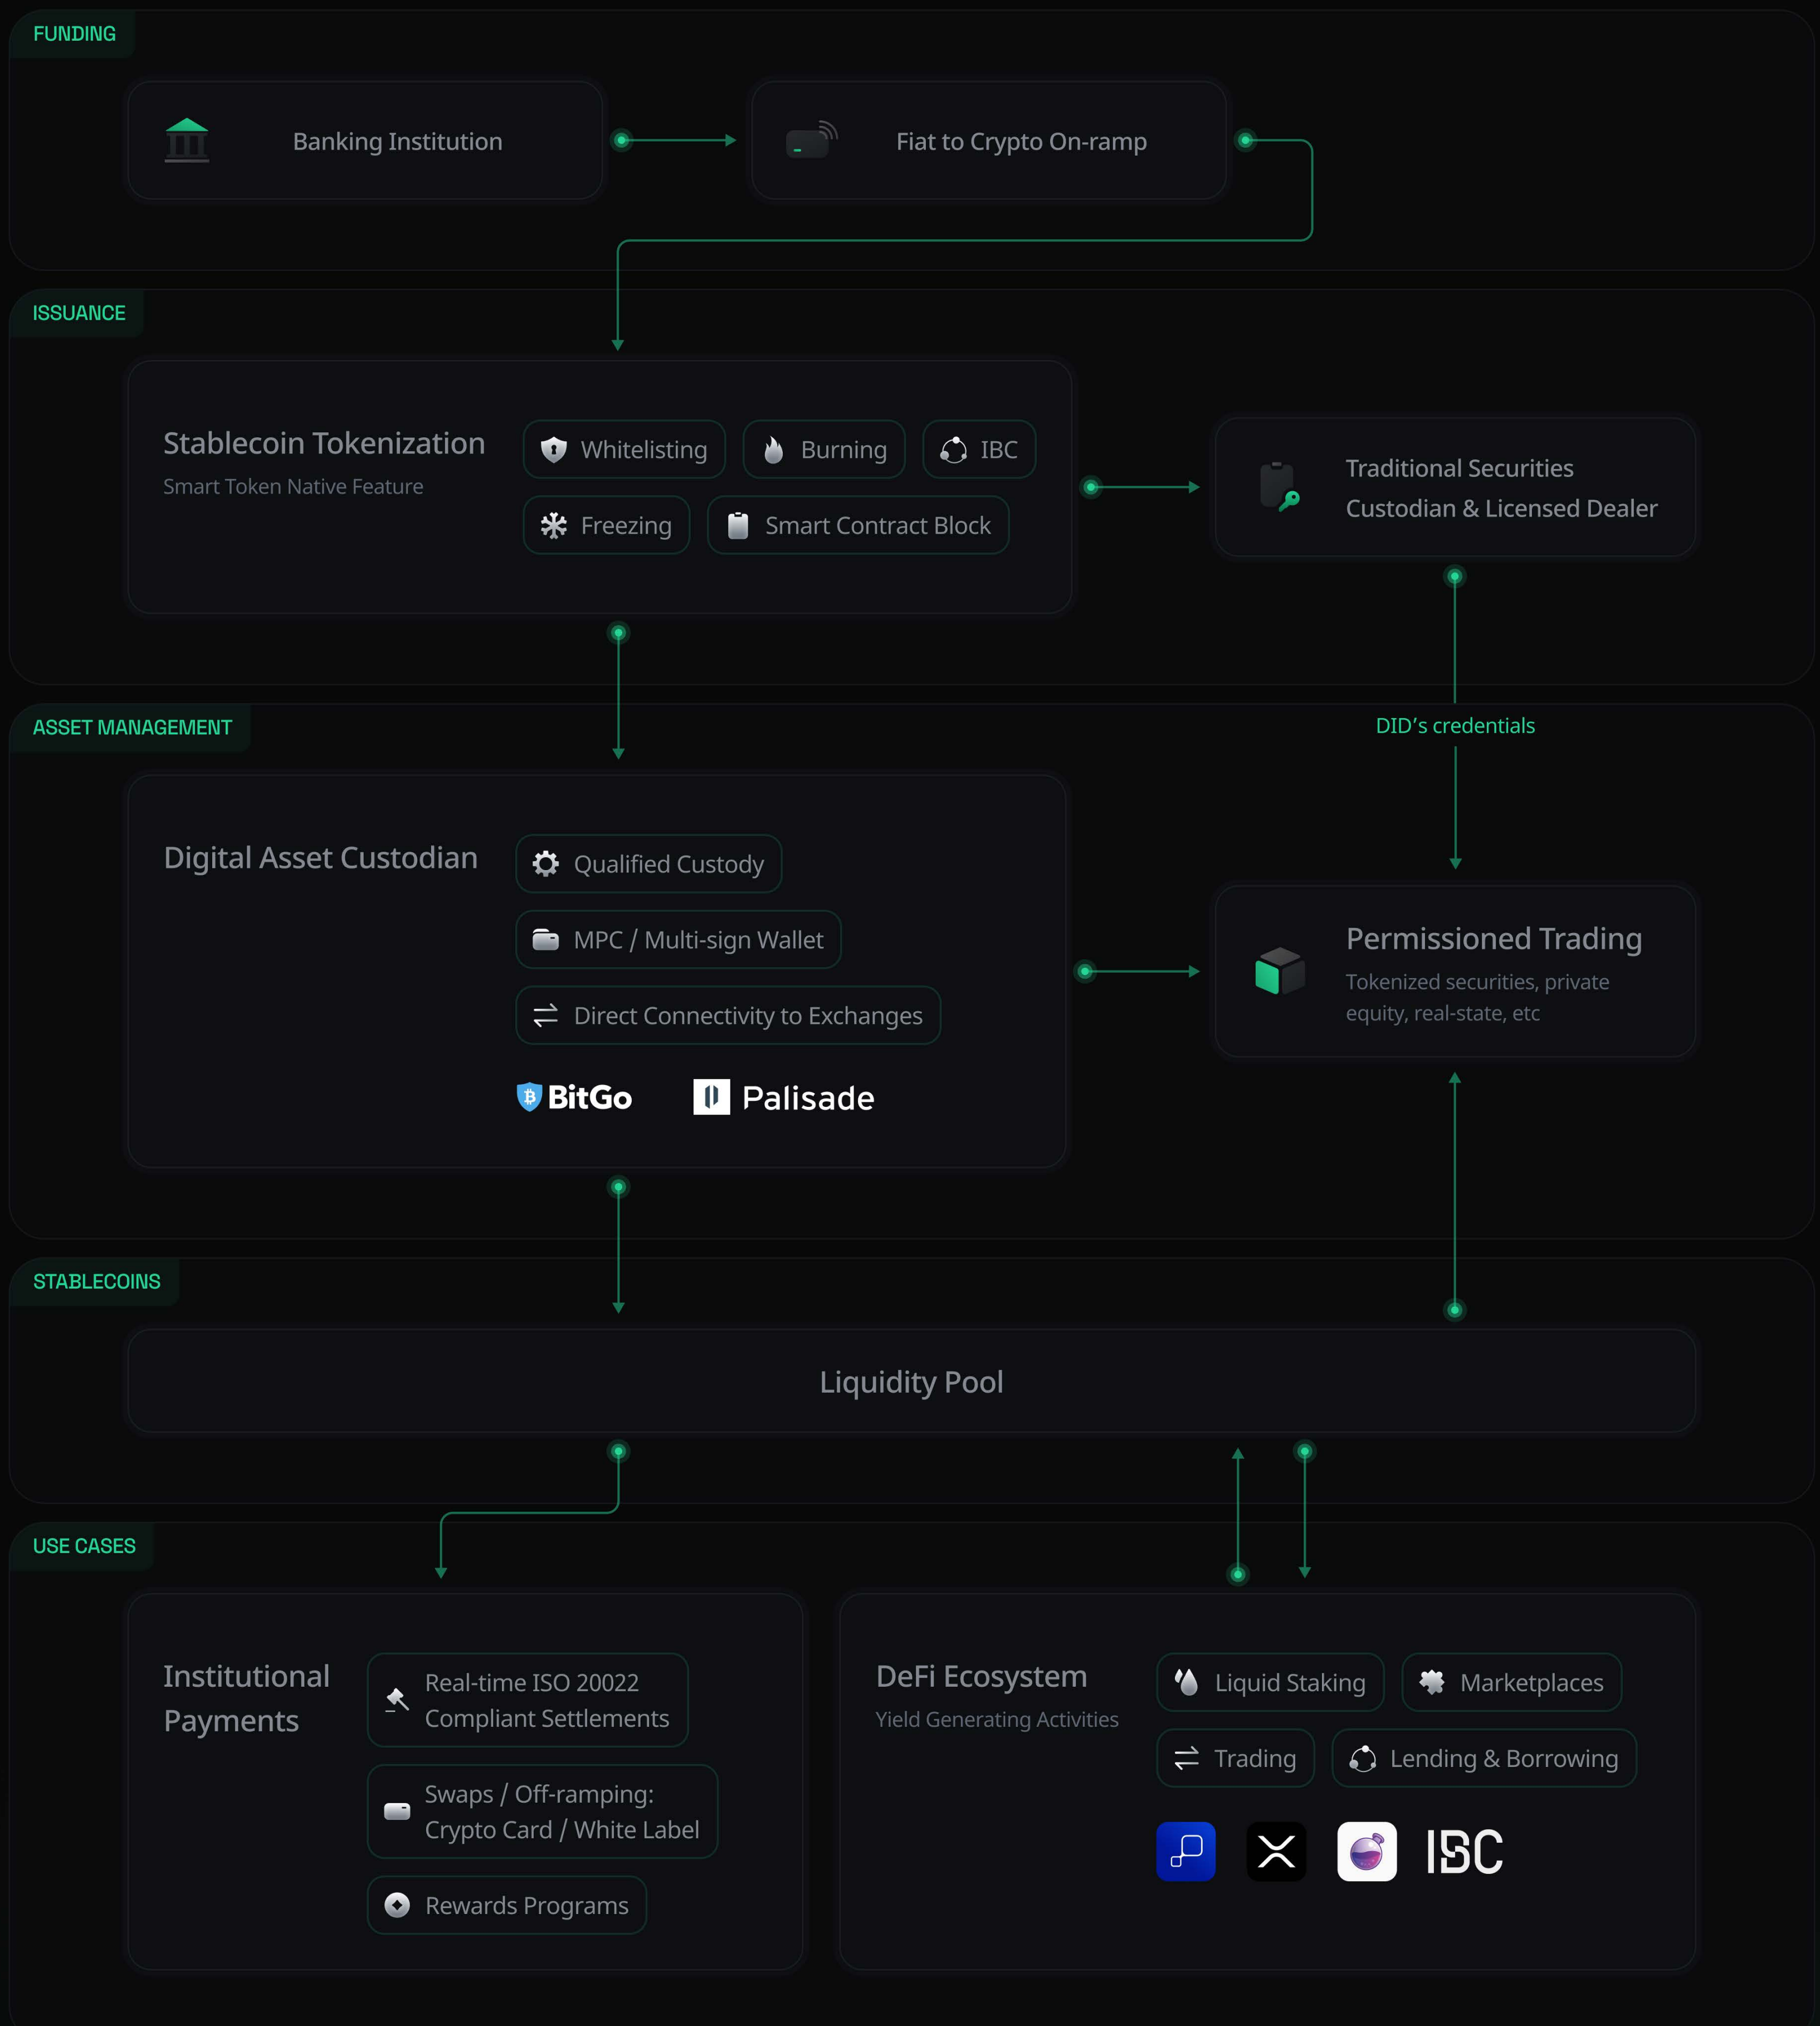 FUNDING
Banking Institution
Fiat to Crypto On-ramp
ISSUANCE
Stablecoin Tokenization
Smart Token Native Feature
Whitelisting
Burning
IBC
Freezing
Smart Contract Block
Traditional Securities
Custodian & Licensed Dealer
ASSET MANAGEMENT
DID’s credentials
Digital Asset Custodian
Qualified Custody
MPC / Multi-sign Wallet
Direct Connectivity to Exchanges
BitGo
Palisade
Permissioned Trading
Tokenized securities, private
equity, real-state, etc
STABLECOINS
Liquidity Pool
USE CASES
Institutional
Payments
Real-time ISO 20022
Compliant Settlements
Swaps / Off-ramping:
Crypto Card / White Label
Rewards Programs
DeFi Ecosystem
Yield Generating Activities
Liquid Staking
Marketplaces
Trading
Lending & Borrowing
IBC